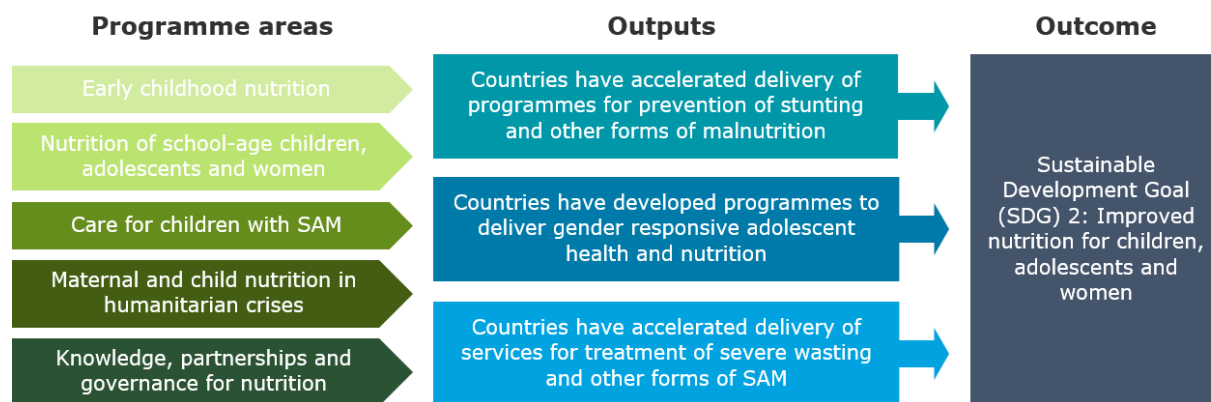 Programme areas
Outputs
Outcome
Early childhood nutrition
Nutrition of school-age children,
adolescents and women
Care for children with SAM
Maternal and child nutrition in
humanitarian crises
Knowledge, partnerships and
governance for nutrition
Countries have accelerated delivery of
programmes for prevention of stunting
and other forms of malnutrition
Countries have developed programmes to
deliver gender responsive adolescent
health and nutrition
Countries have accelerated delivery of
services for treatment of severe wasting
and other forms of SAM
Sustainable
Development Goal
(SDG) 2: Improved
nutrition for children,
adolescents and
women